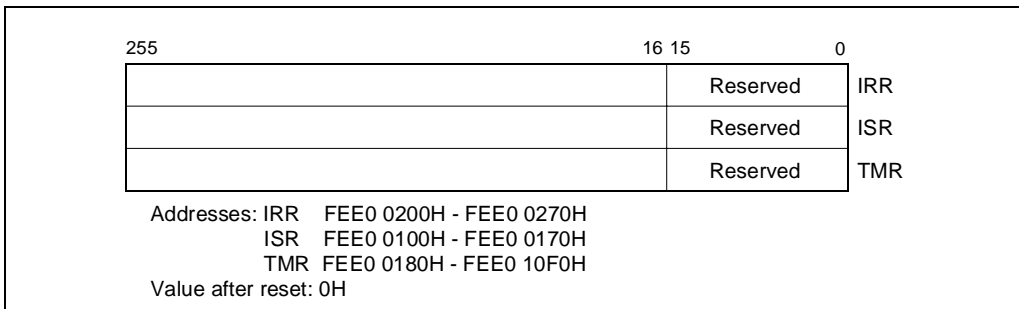 255 16 15 0
Reserved IRR
Reserved ISR
Reserved TMR
Addresses: IRR FEE0 0200H - FEE0 0270H
ISR FEE0 0100H - FEE0 0170H
TMR FEE0 0180H - FEE0 10F0H
Value after reset: 0H